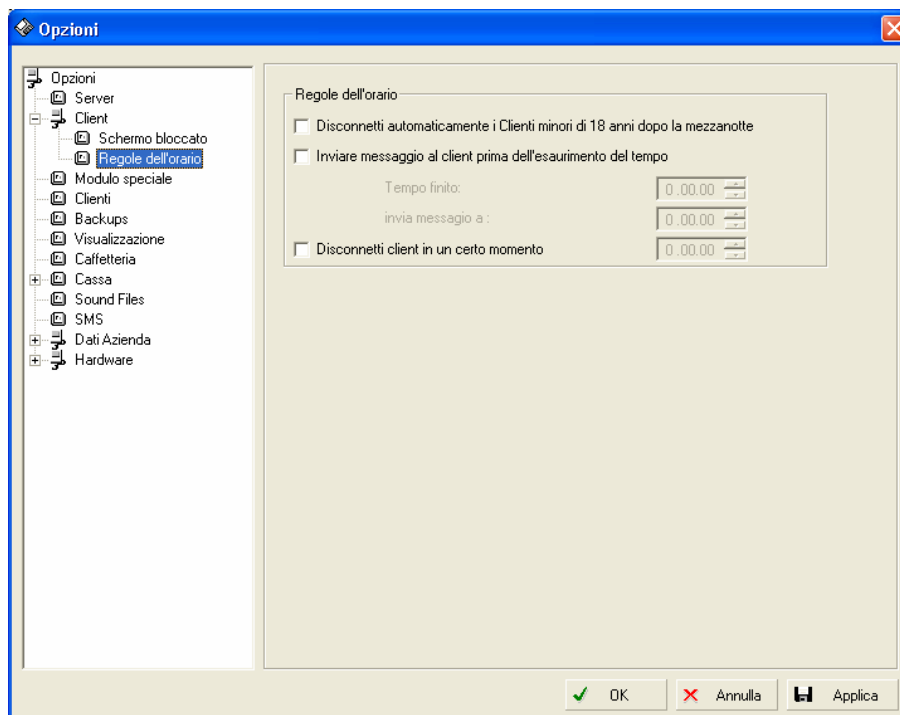 Opzioni
Opzioni
Server
Client
Schermo bloccato
Regole dell'orario
Modulo speciale
Clienti
Backups
Visualizzazione
Caffetteria
Cassa
Sound Files
SMS
Dati Azienda
Hardware
Regole dell'orario
Disconnetti automaticamente i Clienti minori di 18 anni dopo la mezzanotte
Inviare messaggio al client prima dell'esaurimento del tempo
Tempo finito: 0 .00.00
invia messagio a : 0 .00.00
Disconnetti client in un certo momento 0 .00.00
OK Annulla Applica